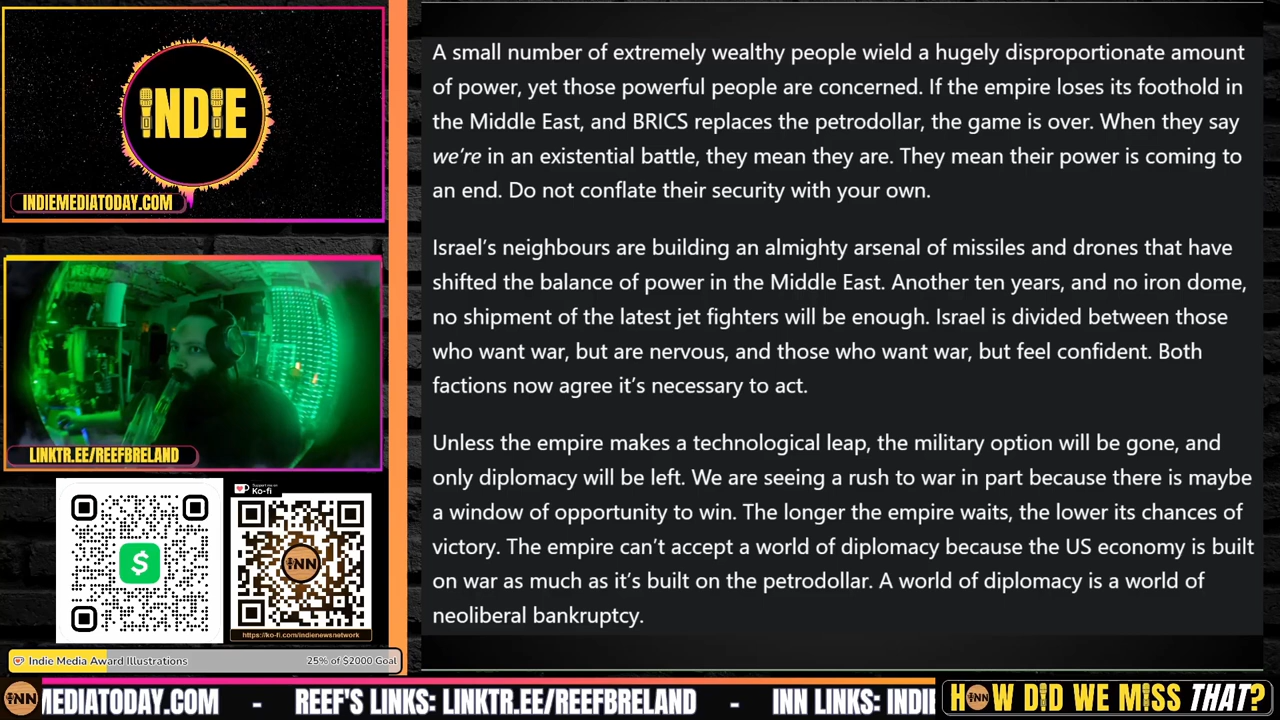 INDIE
INDIEMEDIATODAY.COM
LINKTR.EE/REEFBRELAND
$
Support me on
Ko-fi
INN
https://ko-fi.com/indienewsnetwork
Indie Media Award Illustrations 25% of $2000 Goal
A small number of extremely wealthy people wield a hugely disproportionate amount
of power, yet those powerful people are concerned. If the empire loses its foothold in
the Middle East, and BRICS replaces the petrodollar, the game is over. When they say
we're in an existential battle, they mean they are. They mean their power is coming to
an end. Do not conflate their security with your own.
Israel's neighbours are building an almighty arsenal of missiles and drones that have
shifted the balance of power in the Middle East. Another ten years, and no iron dome,
no shipment of the latest jet fighters will be enough. Israel is divided between those
who want war, but are nervous, and those who want war, but feel confident. Both
factions now agree it's necessary to act.
Unless the empire makes a technological leap, the military option will be gone, and
only diplomacy will be left. We are seeing a rush to war in part because there is maybe
a window of opportunity to win. The longer the empire waits, the lower its chances of
victory. The empire can't accept a world of diplomacy because the US economy is built
on war as much as it's built on the petrodollar. A world of diplomacy is a world of
neoliberal bankruptcy.
INN MEDIATODAY.COM - REEF'S LINKS: LINKTR.EE/REEFBRELAND - INN LINKS: INDIE
HOW DID WE MISS THAT?